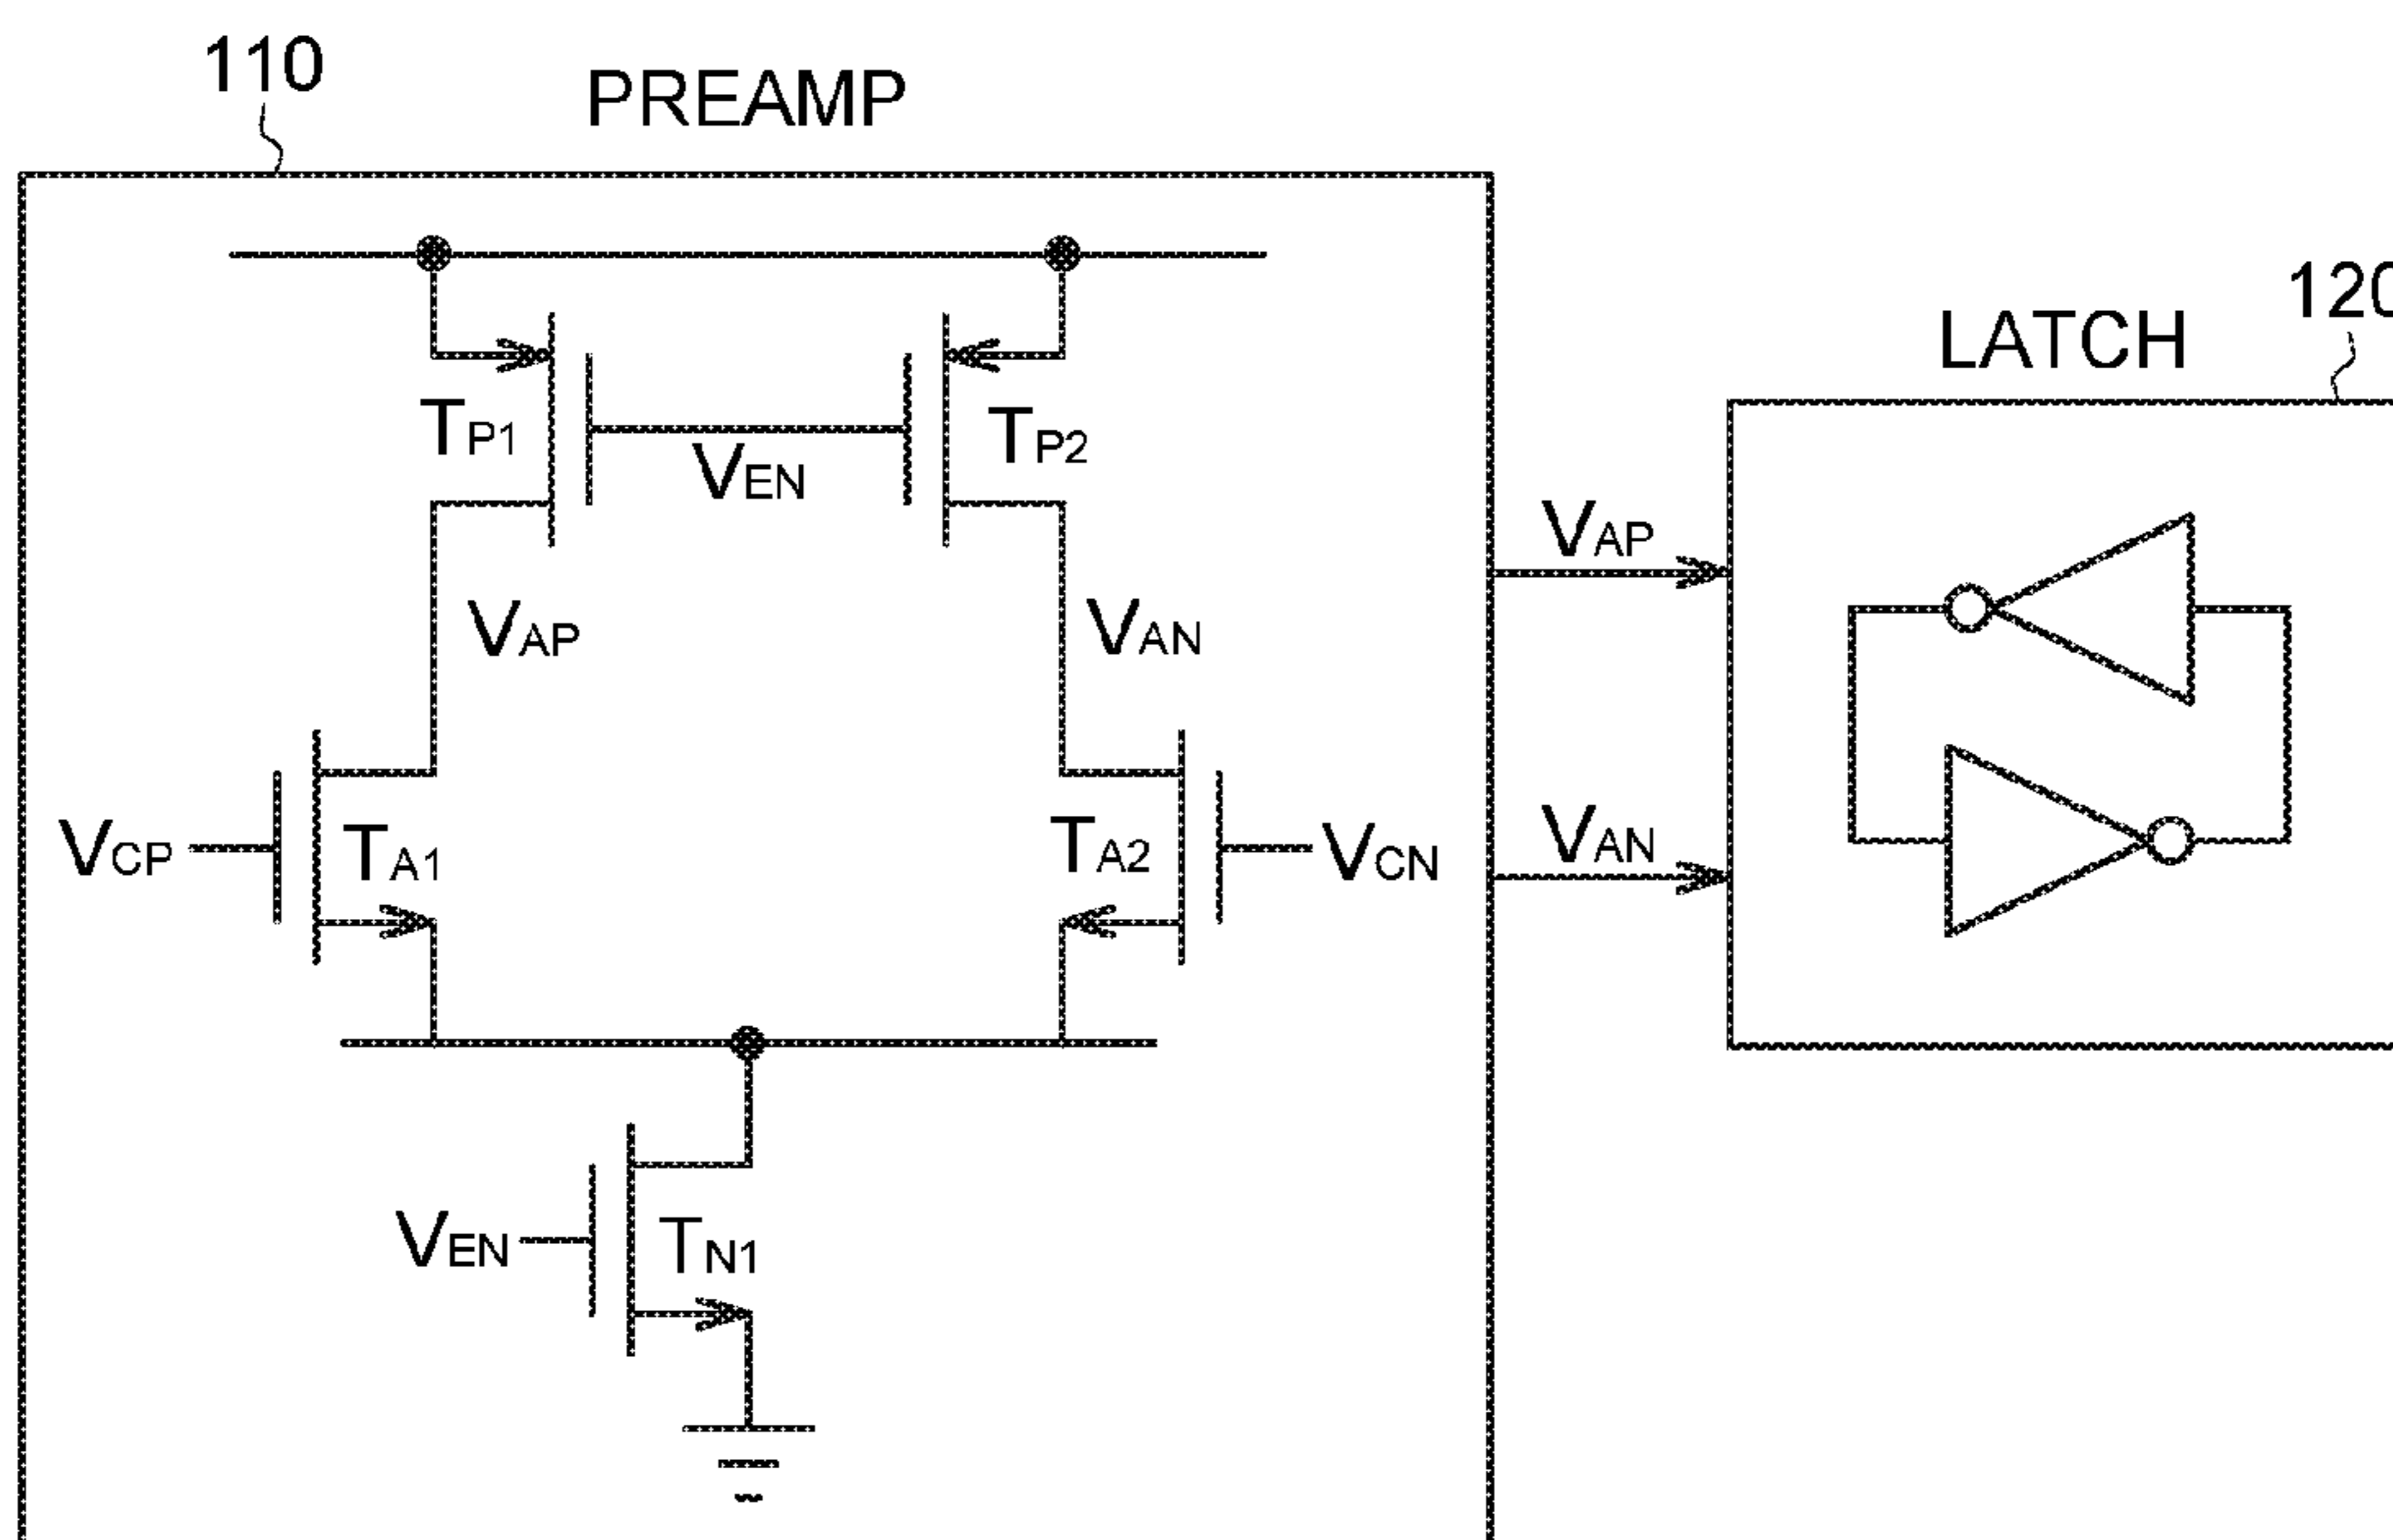 110
PREAMP
120
LATCH
TP1
VEN
TP2
VAP
VAP
VAN
VCP
TA1
TA2
VCN
VAN
VEN
TN1